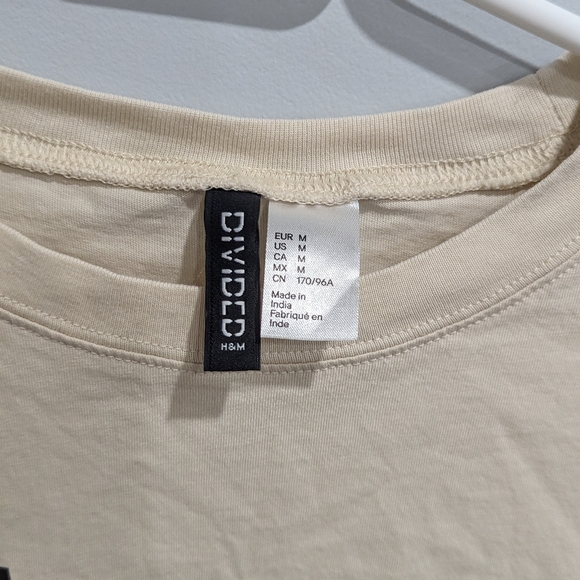 DIVIDED
H&M
EUR M
US M
CA M
MX M
CN 170/96A
Made in
India
Fabriqué en
Inde